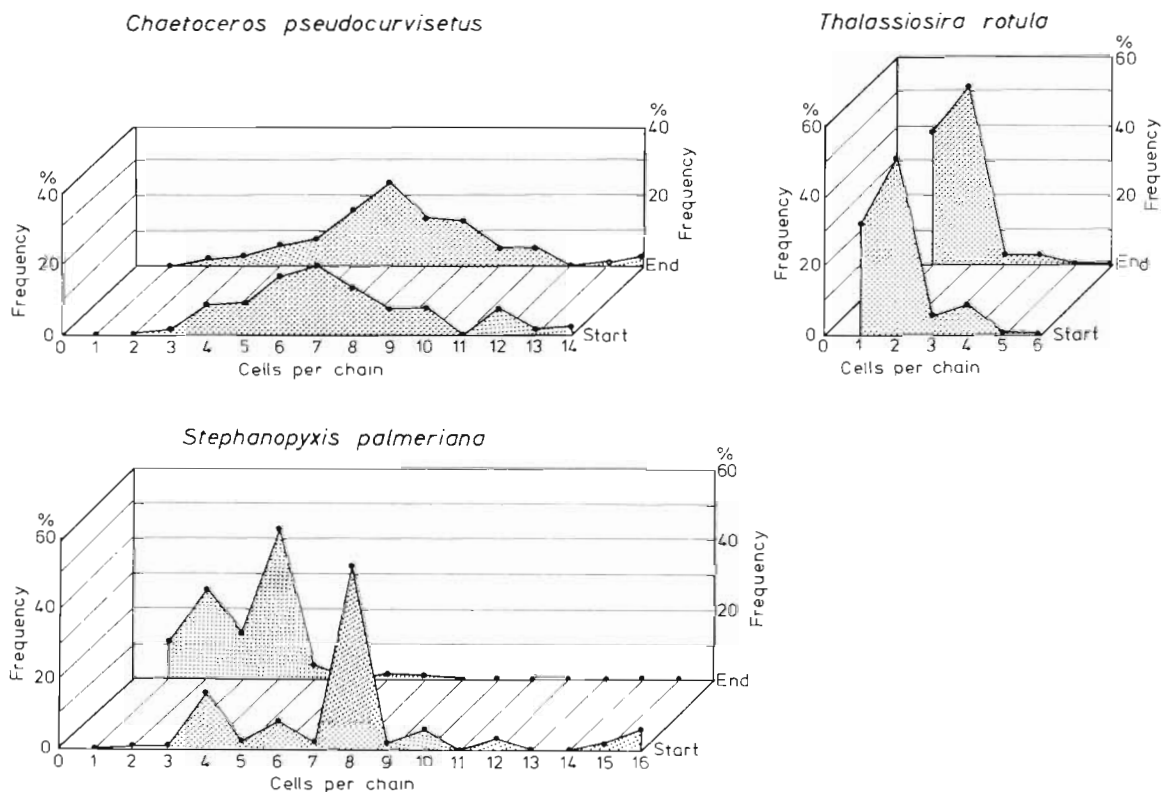 Chaetoceros pseudocurvisetus
%
40
20
0
Frequency
%
40
20
Frequency
End
Start
0 1 2 3 4 5 6 7 8 9 10 11 12 13 14
Cells per chain
Thalassiosira rotula
%
60
40
20
0
Frequency
%
60
40
20
Frequency
End
Start
0 1 2 3 4 5 6
Cells per chain
Stephanopyxis palmeriana
%
60
40
20
0
Frequency
%
60
40
20
Frequency
End
Start
0 1 2 3 4 5 6 7 8 9 10 11 12 13 14 15 16
Cells per chain